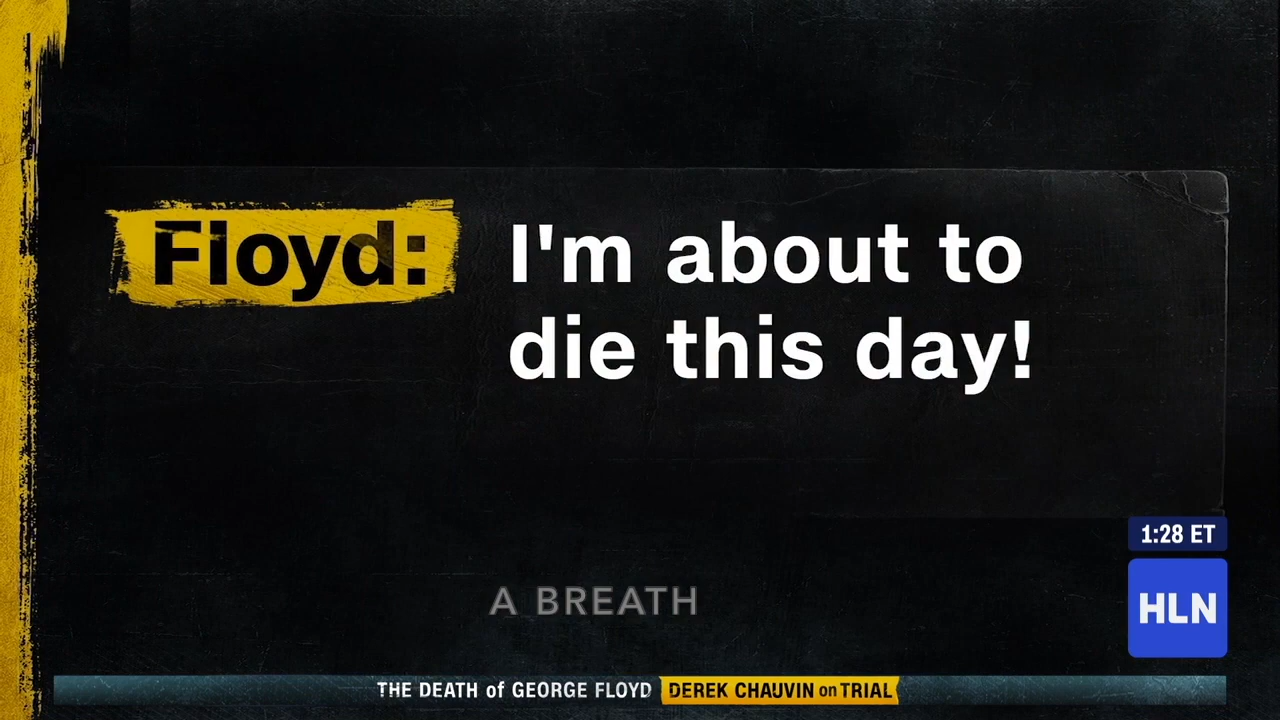 Floyd: I'm about to
die this day!
1:28 ET
A BREATH
HLN
THE DEATH of GEORGE FLOYD DEREK CHAUVIN on TRIAL